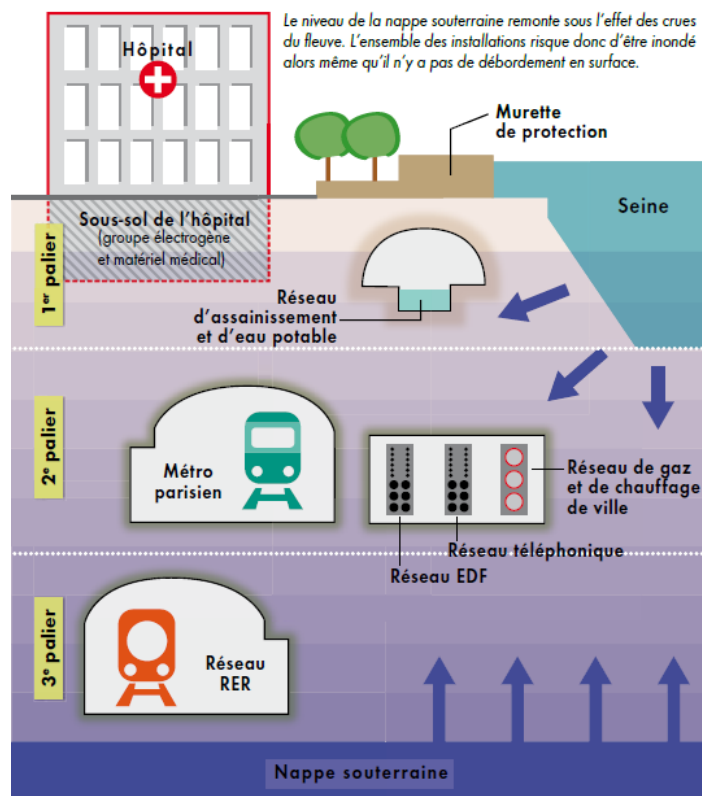 Le niveau de la nappe souterraine remonte sous l'effet des crues
du fleuve. L'ensemble des installations risque donc d'être inondé
alors même qu'il n'y a pas de débordement en surface.
Hôpital
Murette
de protection
Seine
Sous-sol de l'hôpital
(groupe électrogène
et matériel médical)
1er palier
Réseau
d'assainissement
et d'eau potable
2e palier
Métro
parisien
Réseau de gaz
et de chauffage
de ville
Réseau téléphonique
Réseau EDF
3e palier
Réseau
RER
Nappe souterraine